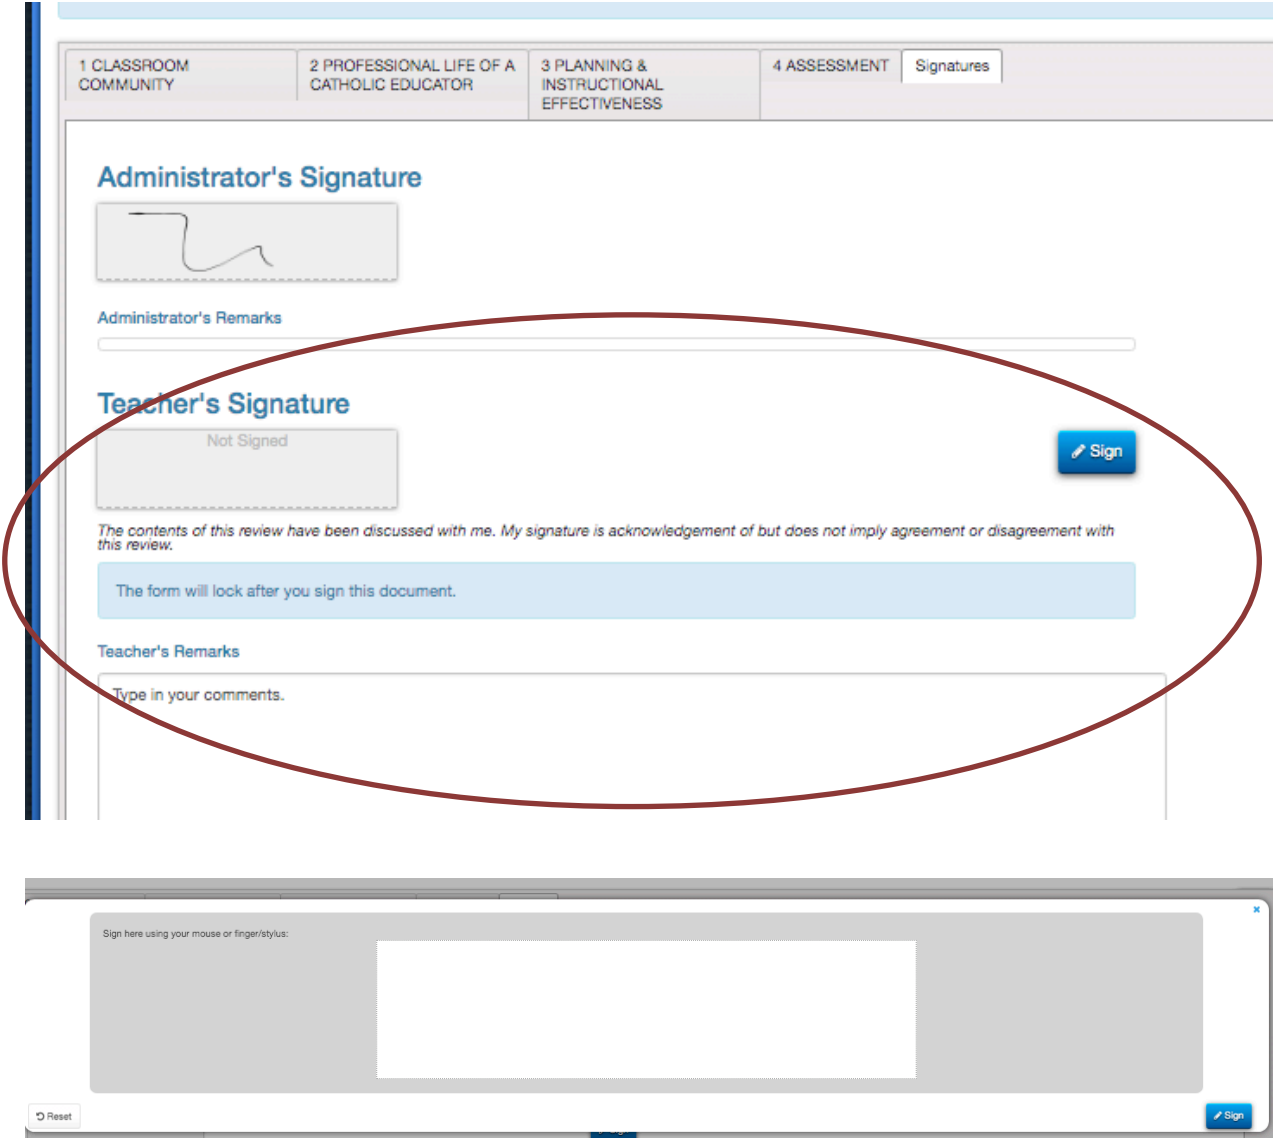 1 CLASSROOM
COMMUNITY
2 PROFESSIONAL LIFE OF A
CATHOLIC EDUCATOR
3 PLANNING &
INSTRUCTIONAL
EFFECTIVENESS
4 ASSESSMENT
Signatures
Administrator's Signature
Administrator's Remarks
Teacher's Signature
Not Signed
Sign
The contents of this review have been discussed with me. My signature is acknowledgement of but does not imply agreement or disagreement with
this review.
The form will lock after you sign this document.
Teacher's Remarks
Type in your comments.
Sign here using your mouse or finger/stylus:
Reset
Sign